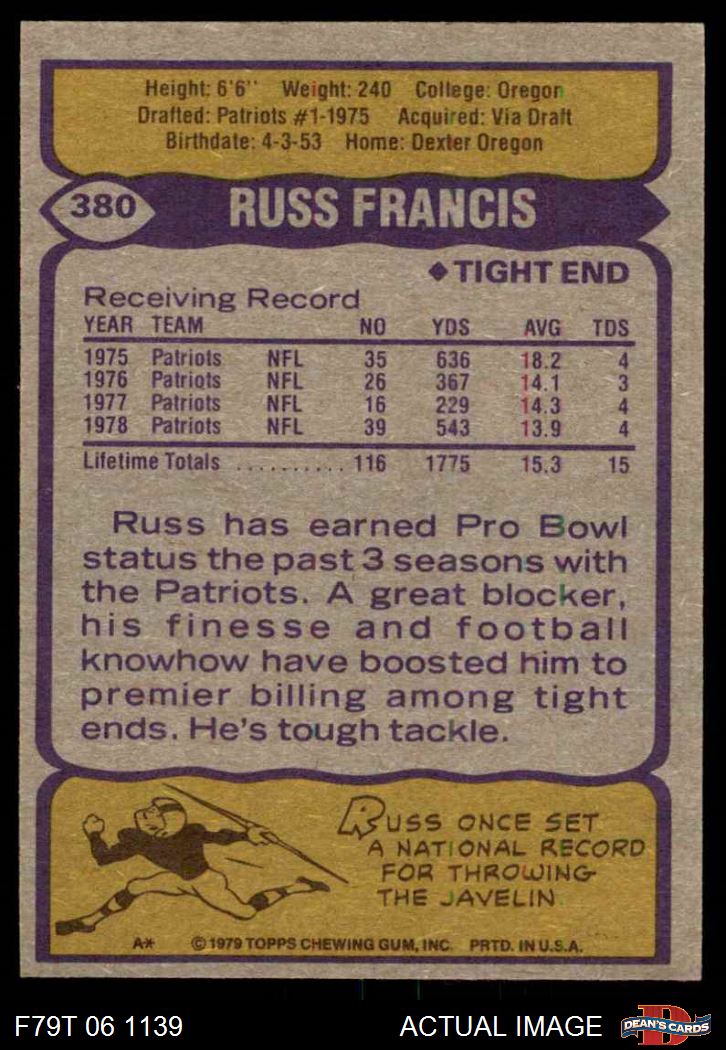 Height: 6'6'' Weight: 240 College: Oregon
Drafted: Patriots #1-1975 Acquired: Via Draft
Birthdate: 4-3-53 Home: Dexter Oregon
380 RUSS FRANCIS
◆TIGHT END
Receiving Record
YEAR TEAM NO YDS AVG TDS
1975 Patriots NFL 35 636 18.2 4
1976 Patriots NFL 26 367 14.1 3
1977 Patriots NFL 16 229 14.3 4
1978 Patriots NFL 39 543 13.9 4
Lifetime Totals .......... 116 1775 15.3 15
Russ has earned Pro Bowl
status the past 3 seasons with
the Patriots. A great blocker,
his finesse and football
knowhow have boosted him to
premier billing among tight
ends. He's tough tackle.
RUSS ONCE SET
A NATIONAL RECORD
FOR THROWING
THE JAVELIN
A* © 1979 TOPPS CHEWING GUM, INC. PRTD. IN U.S.A.
F79T 06 1139 ACTUAL IMAGE D DEAN'S CARDS